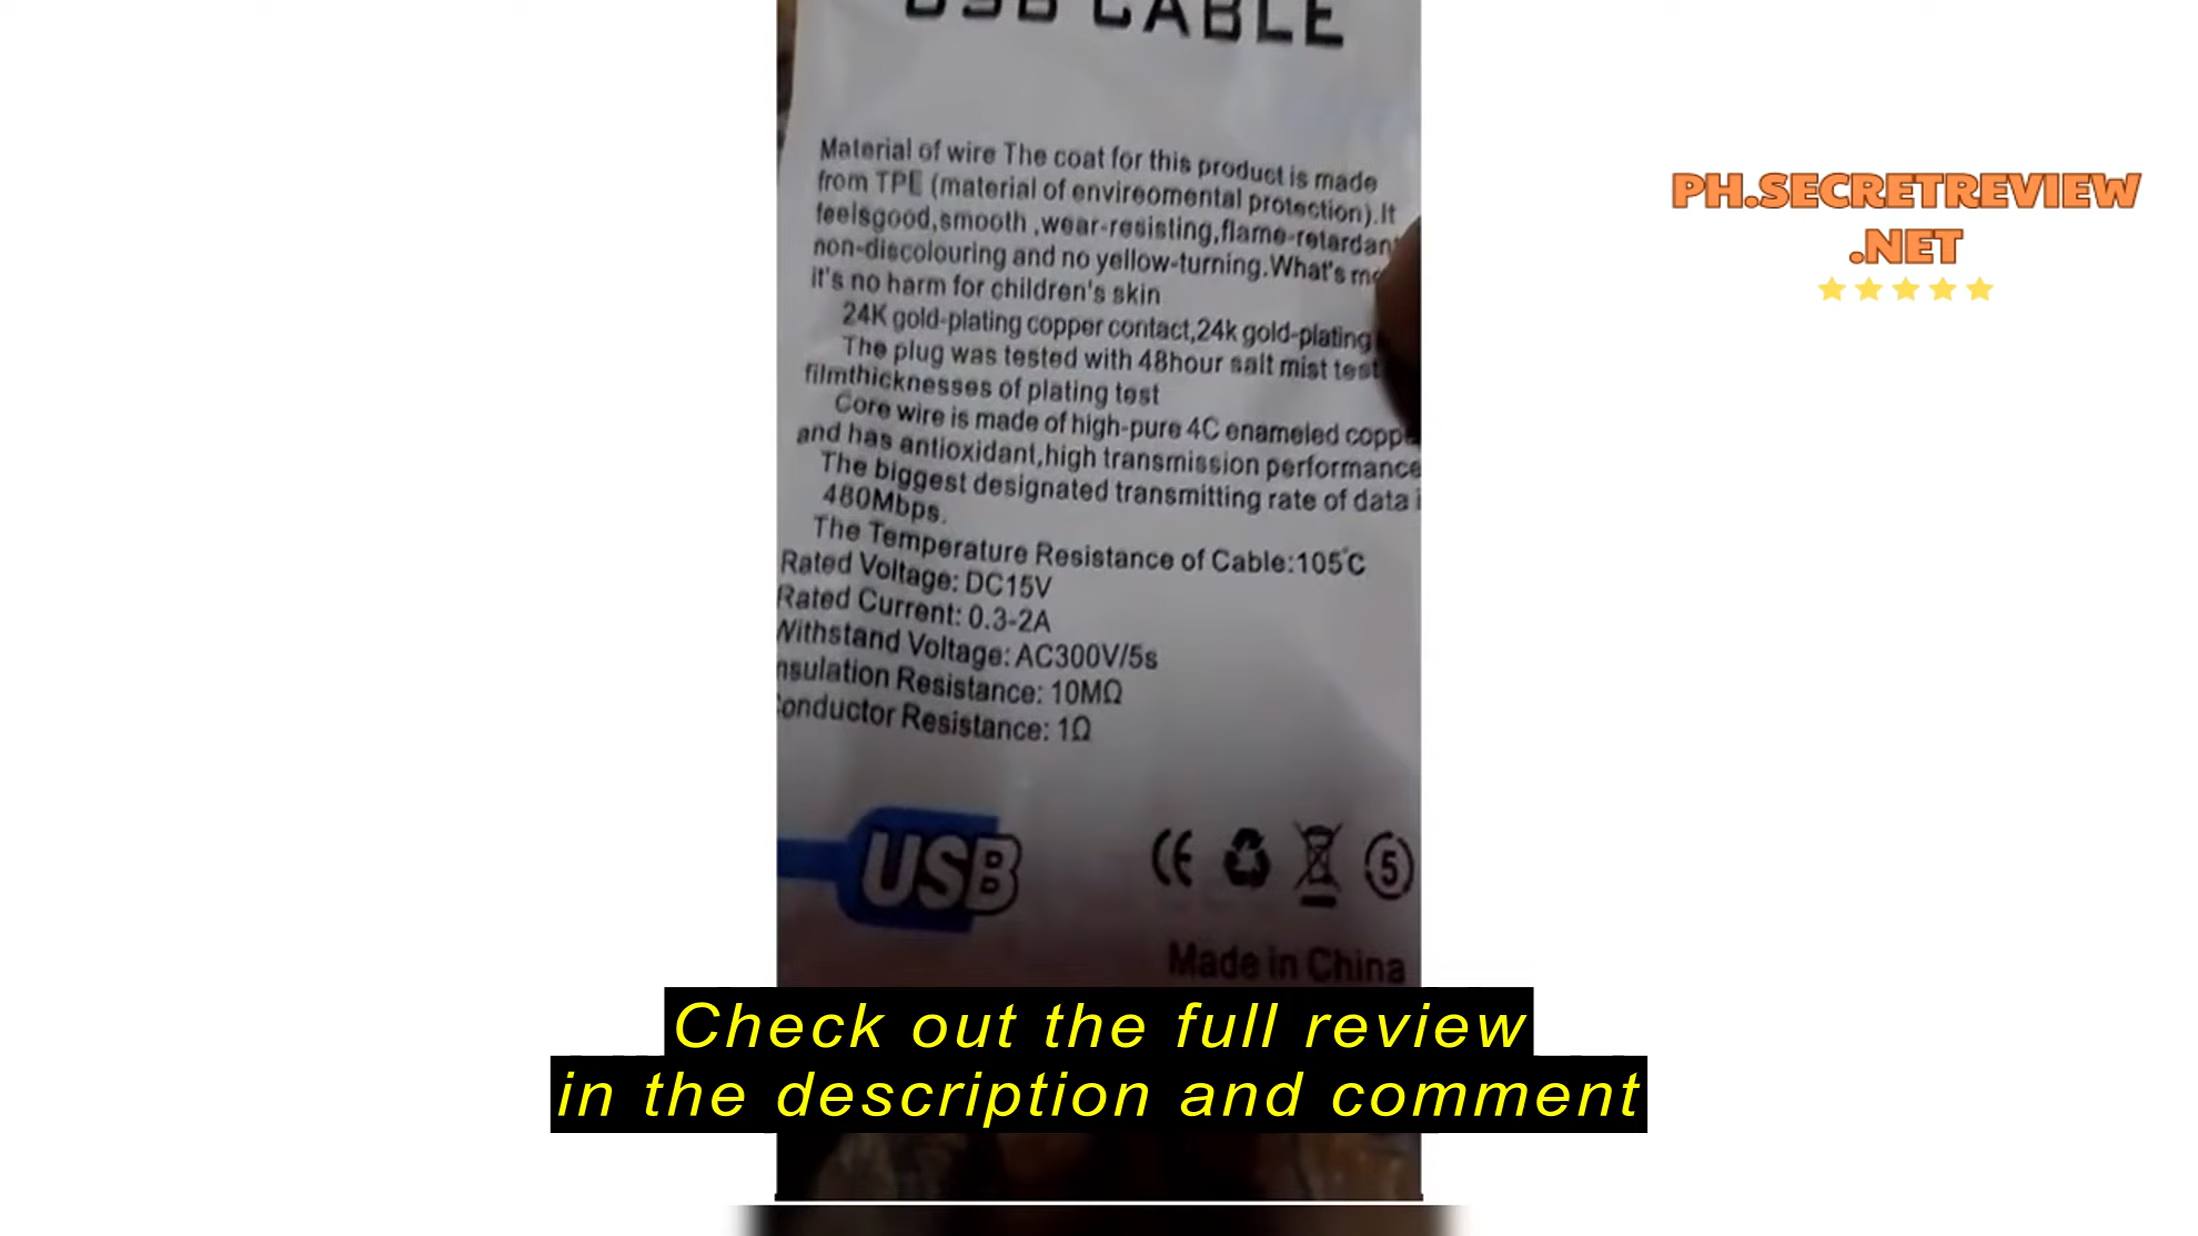 USB CABLE
Material of wire The coat for this product is made
from TPE (material of envireomental protection).It
feelsgood,smooth ,wear-resisting,flame-retardant
non-discolouring and no yellow-turning.What's
it's no harm for children's skin
24K gold-plating copper contact,24k gold-plating
The plug was tested with 48hour salt mist test
filmthicknesses of plating test
Core wire is made of high-pure 4C enameled
and has antioxidant,high transmission performance
The biggest designated transmitting rate of data
480Mbps.
The Temperature Resistance of Cable:105°C
Rated Voltage: DC15V
Rated Current: 0.3-2A
Withstand Voltage: AC300V/5s
Insulation Resistance: 10MΩ
Conductor Resistance: 1Ω
USB
CE
5
Made in China
PH.SECRETREVIEW
.NET
Check out the full review
in the description and comment